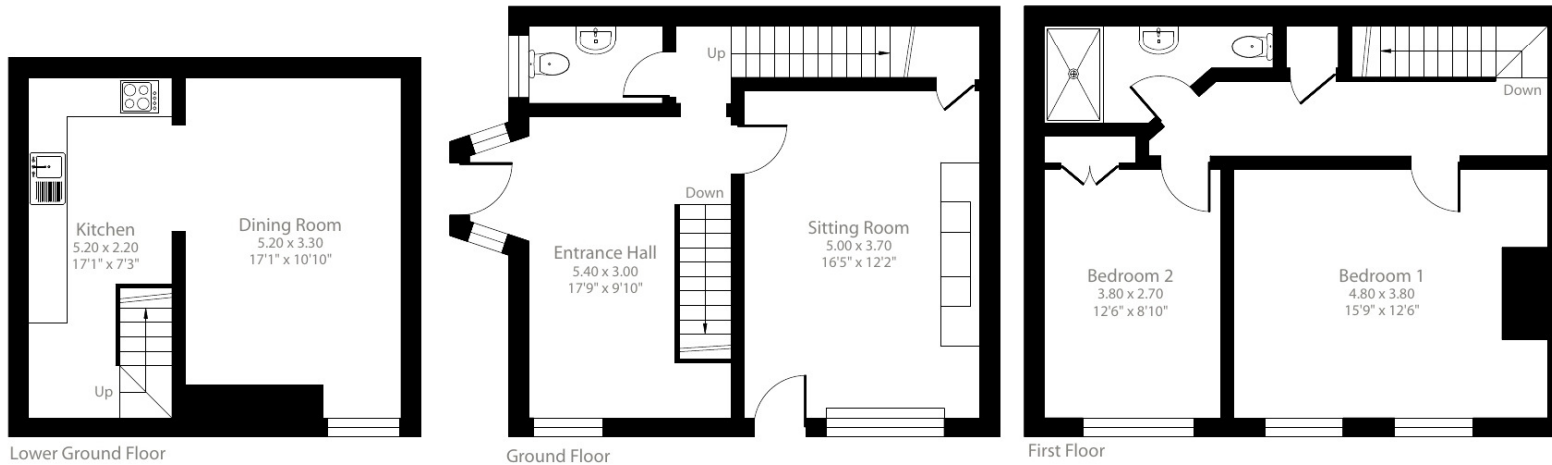 Kitchen
5.20 x 2.20
17'1" x 7'3"
Up
Dining Room
5.20 x 3.30
17'1" x 10'10"
Lower Ground Floor
Up
Down
Entrance Hall
5.40 x 3.00
17'9" x 9'10"
Sitting Room
5.00 x 3.70
16'5" x 12'2"
Ground Floor
Down
Bedroom 2
3.80 x 2.70
12'6" x 8'10"
Bedroom 1
4.80 x 3.80
15'9" x 12'6"
First Floor